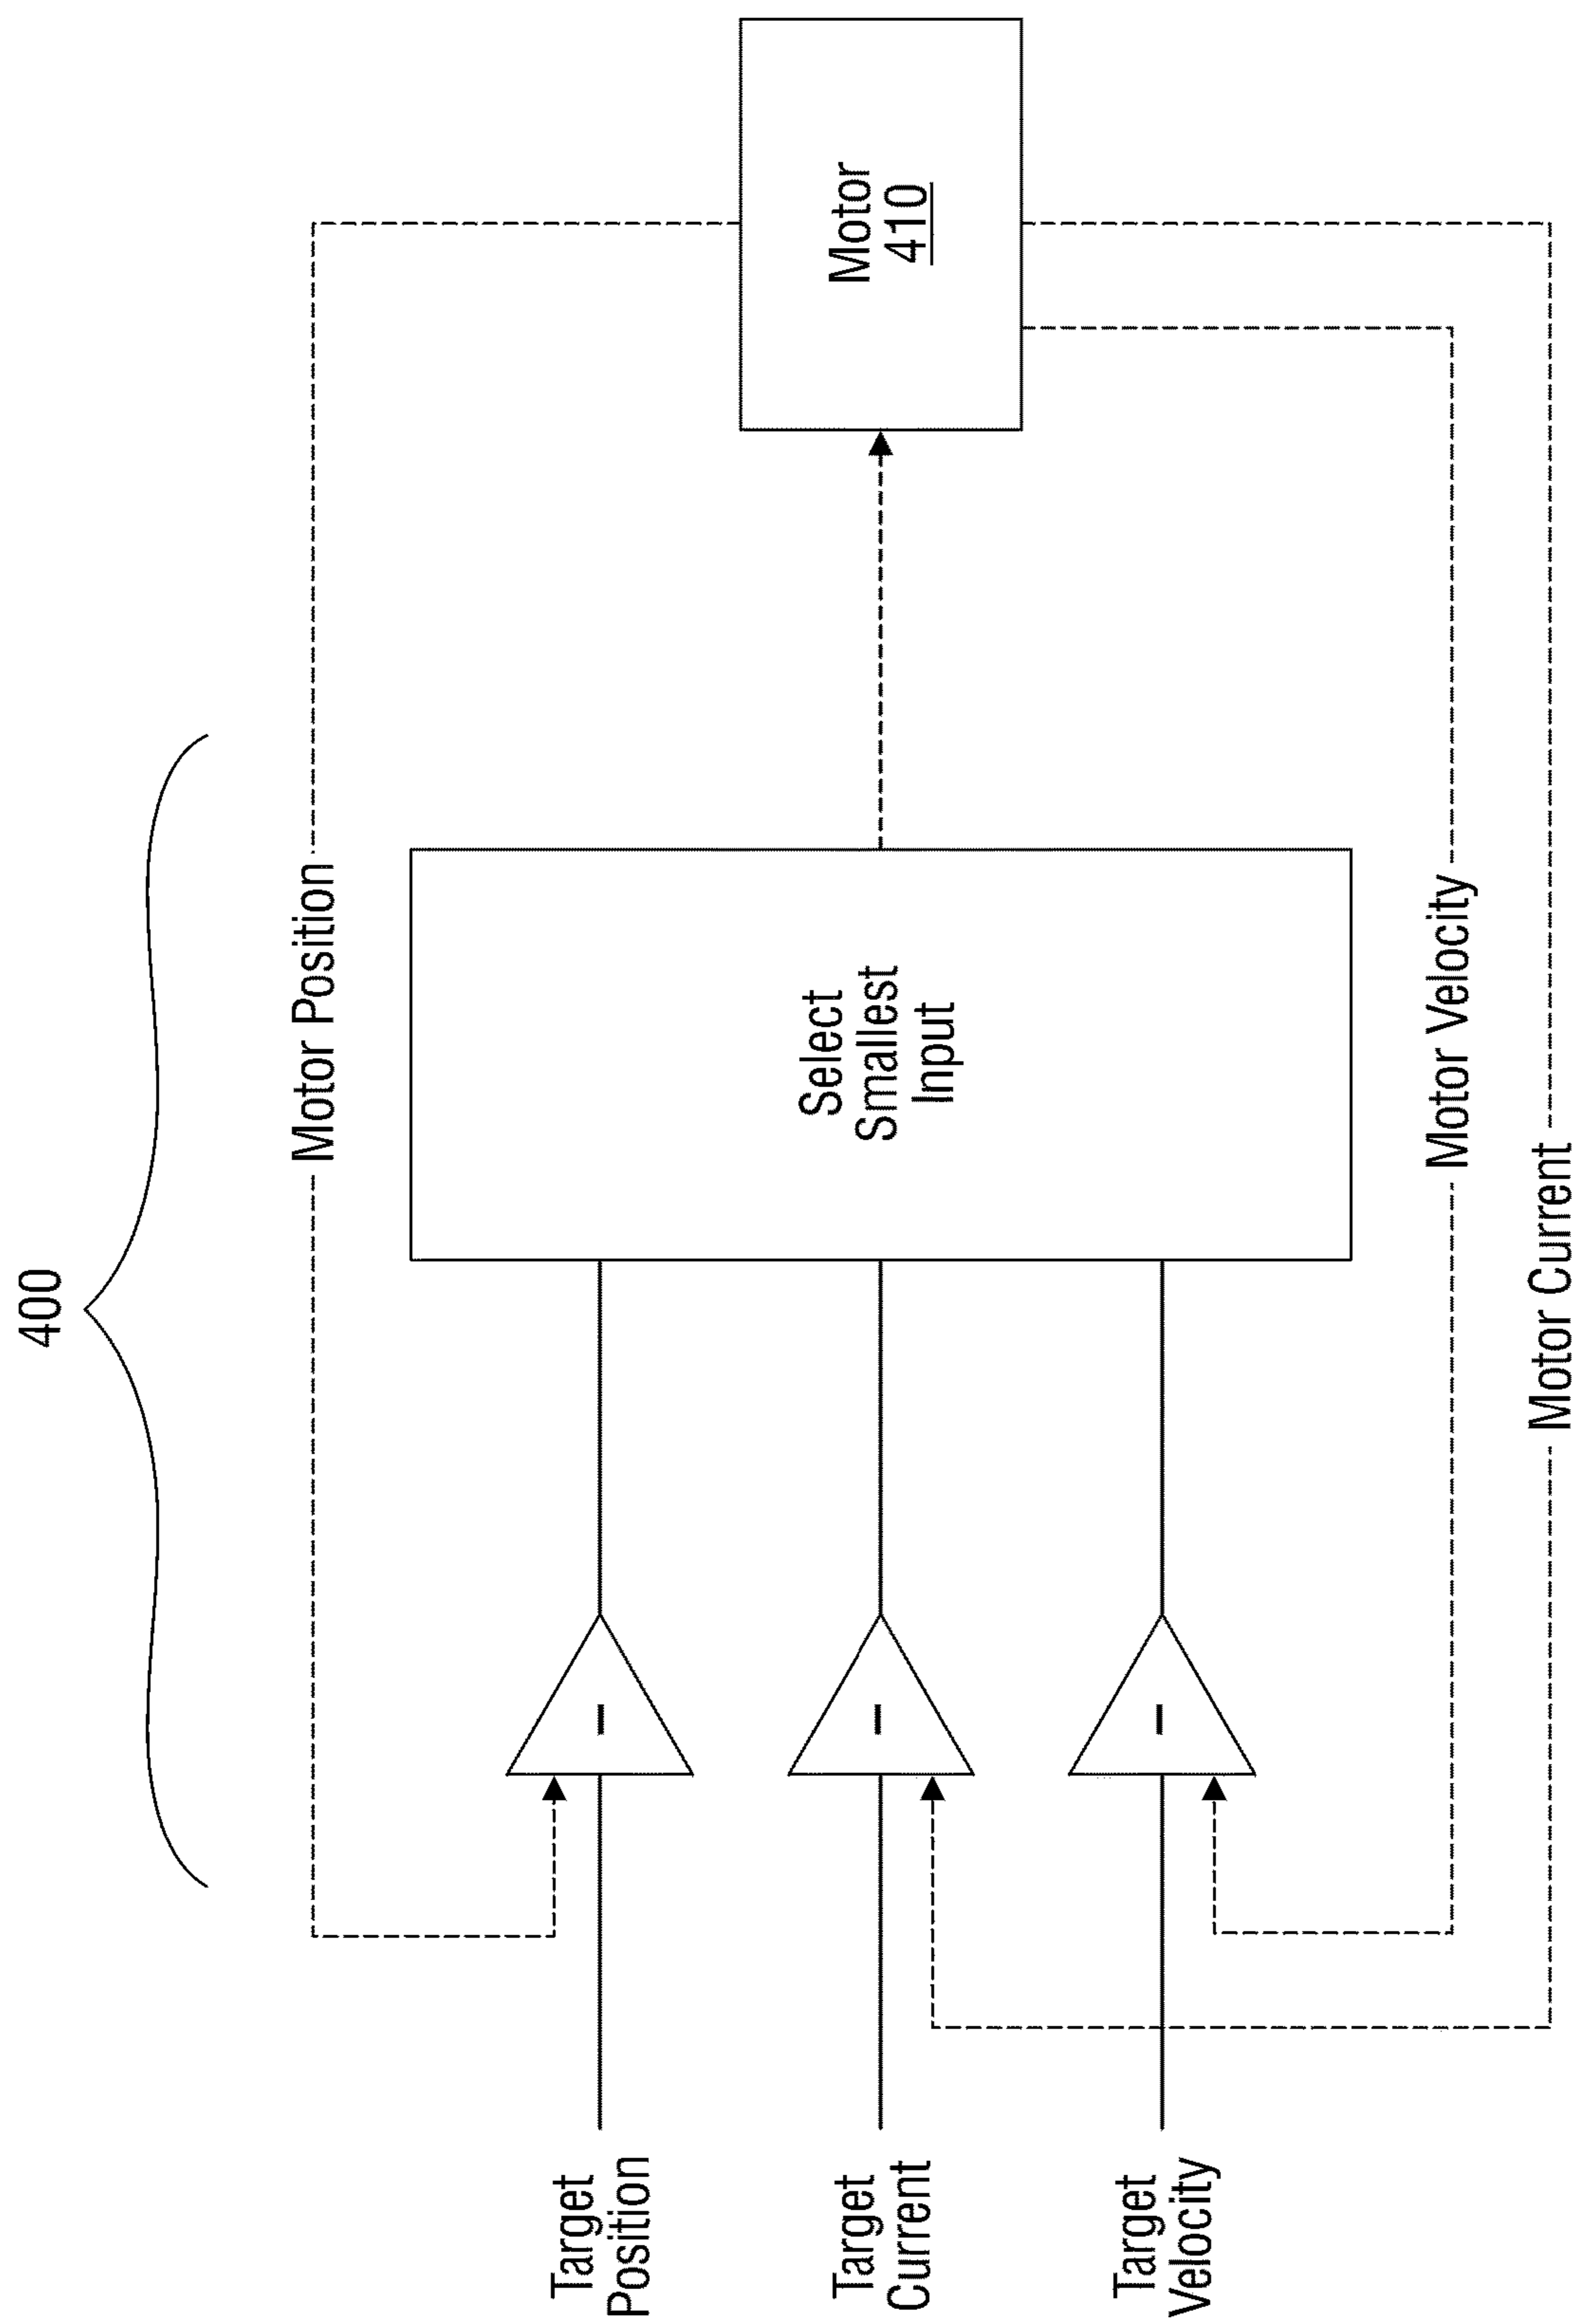 400
Motor Position
Target
Position
Target
Current
Target
Velocity
–
–
–
Select
Smallest
Input
Motor
410
Motor Velocity
Motor Current